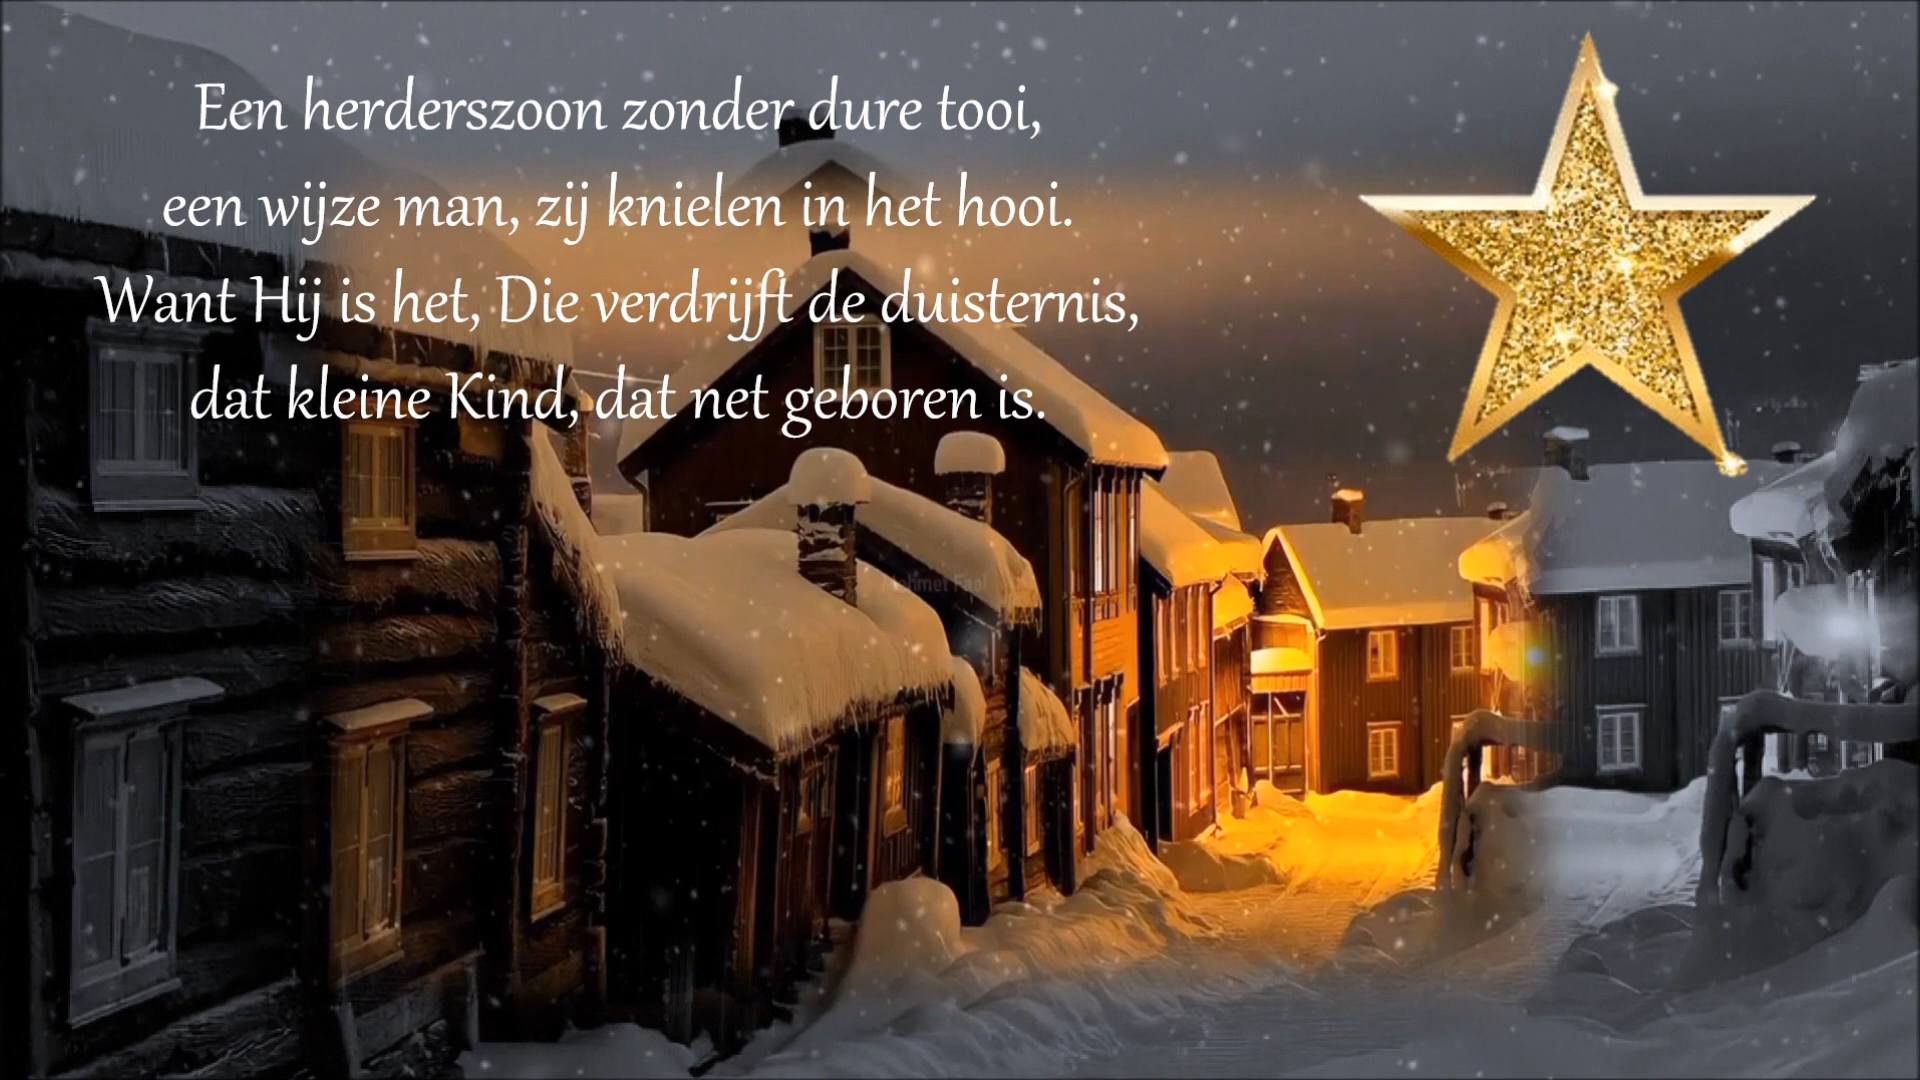 Een herderszoon zonder dure tooi,
een wijze man, zij knielen in het hooi.
Want Hij is het, Die verdrijft de duisternis,
dat kleine Kind, dat net geboren is.